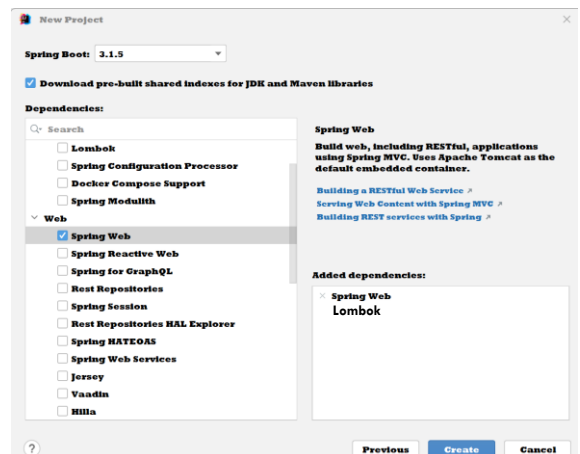 New Project
Spring Boot: 3.1.5
Download pre-built shared indexes for JDK and Maven libraries
Dependencies:
Search
Lombok
Spring Configuration Processor
Docker Compose Support
Spring Modulith
Web
Spring Web
Spring Reactive Web
Spring for GraphQL
Rest Repositories
Spring Session
Rest Repositories HAL Explorer
Spring HATEOAS
Spring Web Services
Jersey
Vaadin
Hilla
Spring Web
Build web, including RESTful, applications
using Spring MVC. Uses Apache Tomcat as the
default embedded container.
Building a RESTful Web Service
Serving Web Content with Spring MVC
Building REST services with Spring
Added dependencies:
Spring Web
Lombok
?
Previous
Create
Cancel